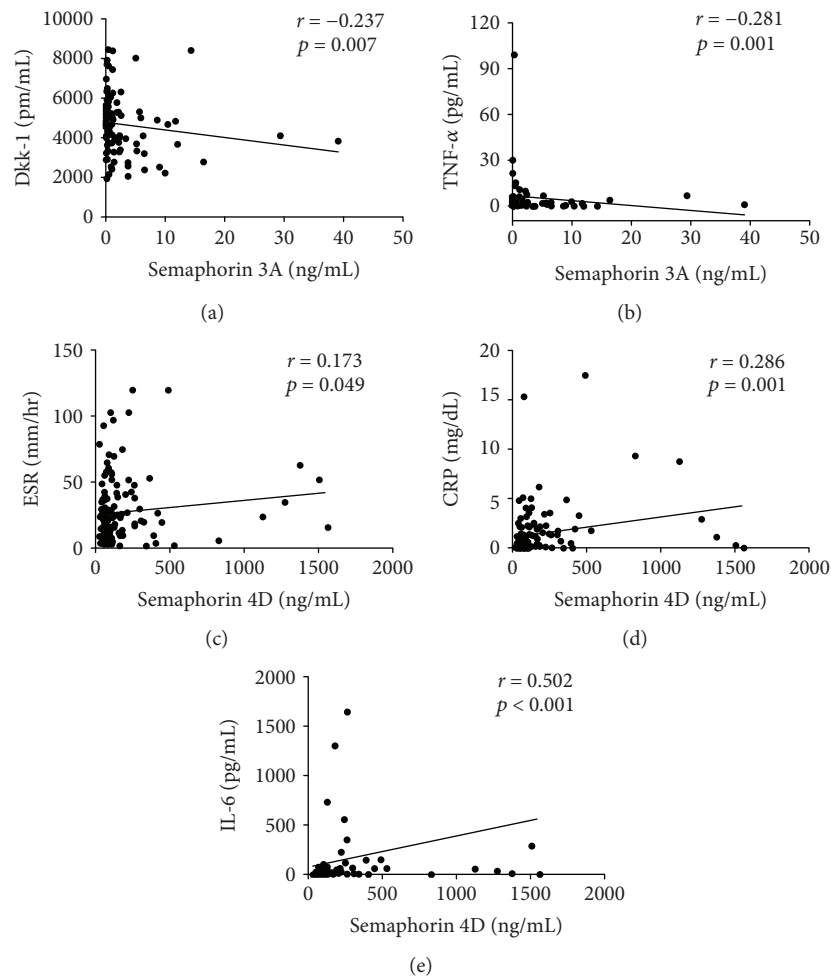 r = −0.237
p = 0.007
10000
8000
6000
4000
2000
0
Dkk-1 (pm/mL)
0 10 20 30 40 50
Semaphorin 3A (ng/mL)
(a)
r = −0.281
p = 0.001
120
90
60
30
0
TNF-α (pg/mL)
0 10 20 30 40 50
Semaphorin 3A (ng/mL)
(b)
r = 0.173
p = 0.049
150
100
50
0
ESR (mm/hr)
0 500 1000 1500 2000
Semaphorin 4D (ng/mL)
(c)
r = 0.286
p = 0.001
20
15
10
5
0
CRP (mg/dL)
0 500 1000 1500 2000
Semaphorin 4D (ng/mL)
(d)
r = 0.502
p < 0.001
2000
1500
1000
500
0
IL-6 (pg/mL)
0 500 1000 1500 2000
Semaphorin 4D (ng/mL)
(e)